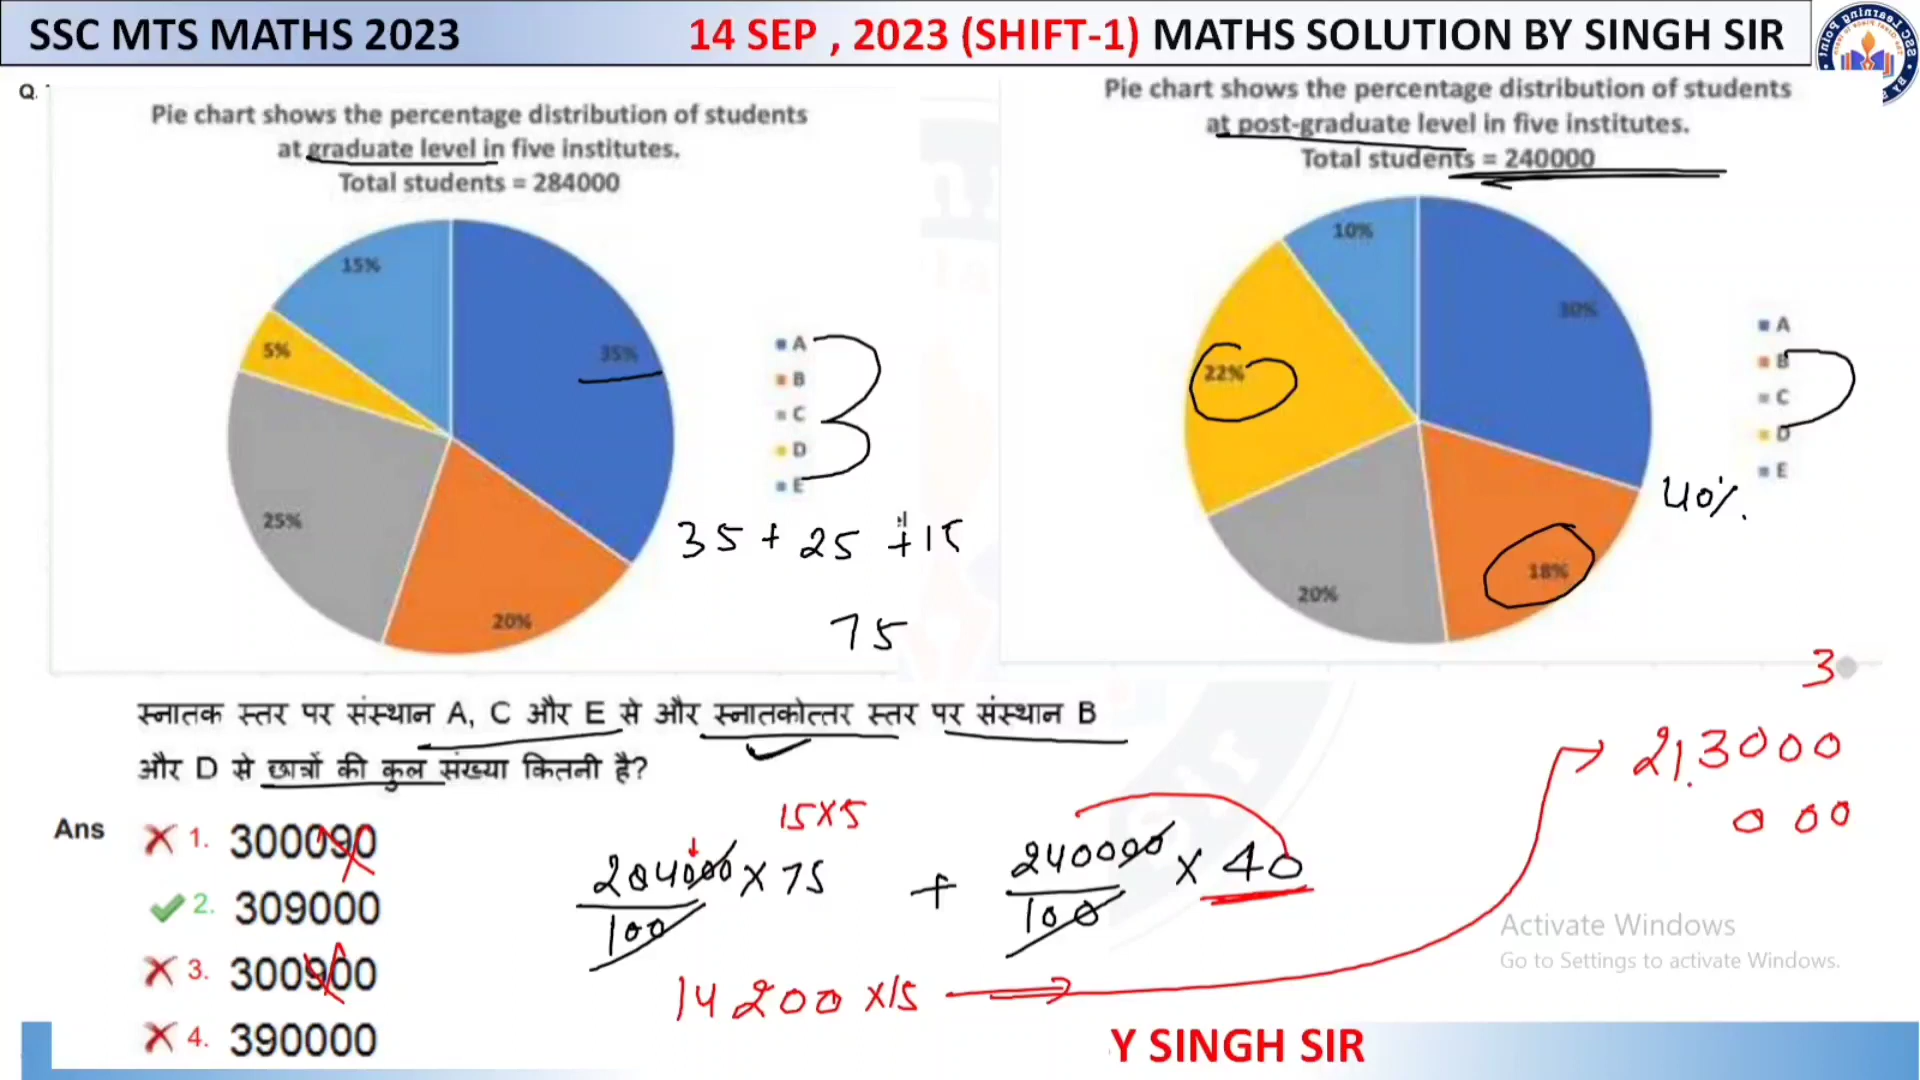 SSC MTS MATHS 2023
14 SEP , 2023 (SHIFT-1) MATHS SOLUTION BY SINGH SIR
Q.
Pie chart shows the percentage distribution of students
at graduate level in five institutes.
Total students = 284000
15%
35%
5%
25%
20%
A
B
C
D
E
35 + 25 + 15
75
Pie chart shows the percentage distribution of students
at post-graduate level in five institutes.
Total students = 240000
10%
30%
22%
20%
18%
A
B
C
D
E
40%.
स्नातक स्तर पर संस्थान A, C और E से और स्नातकोत्तर स्तर पर संस्थान B
और D से छात्रों की कुल संख्या कितनी है?
Ans
1. 300090
2. 309000
3. 300900
4. 390000
15x5
284000 x 75 + 240000 x 40
100 100
14200 x15
3
213000
000
Activate Windows
Go to Settings to activate Windows.
Y SINGH SIR